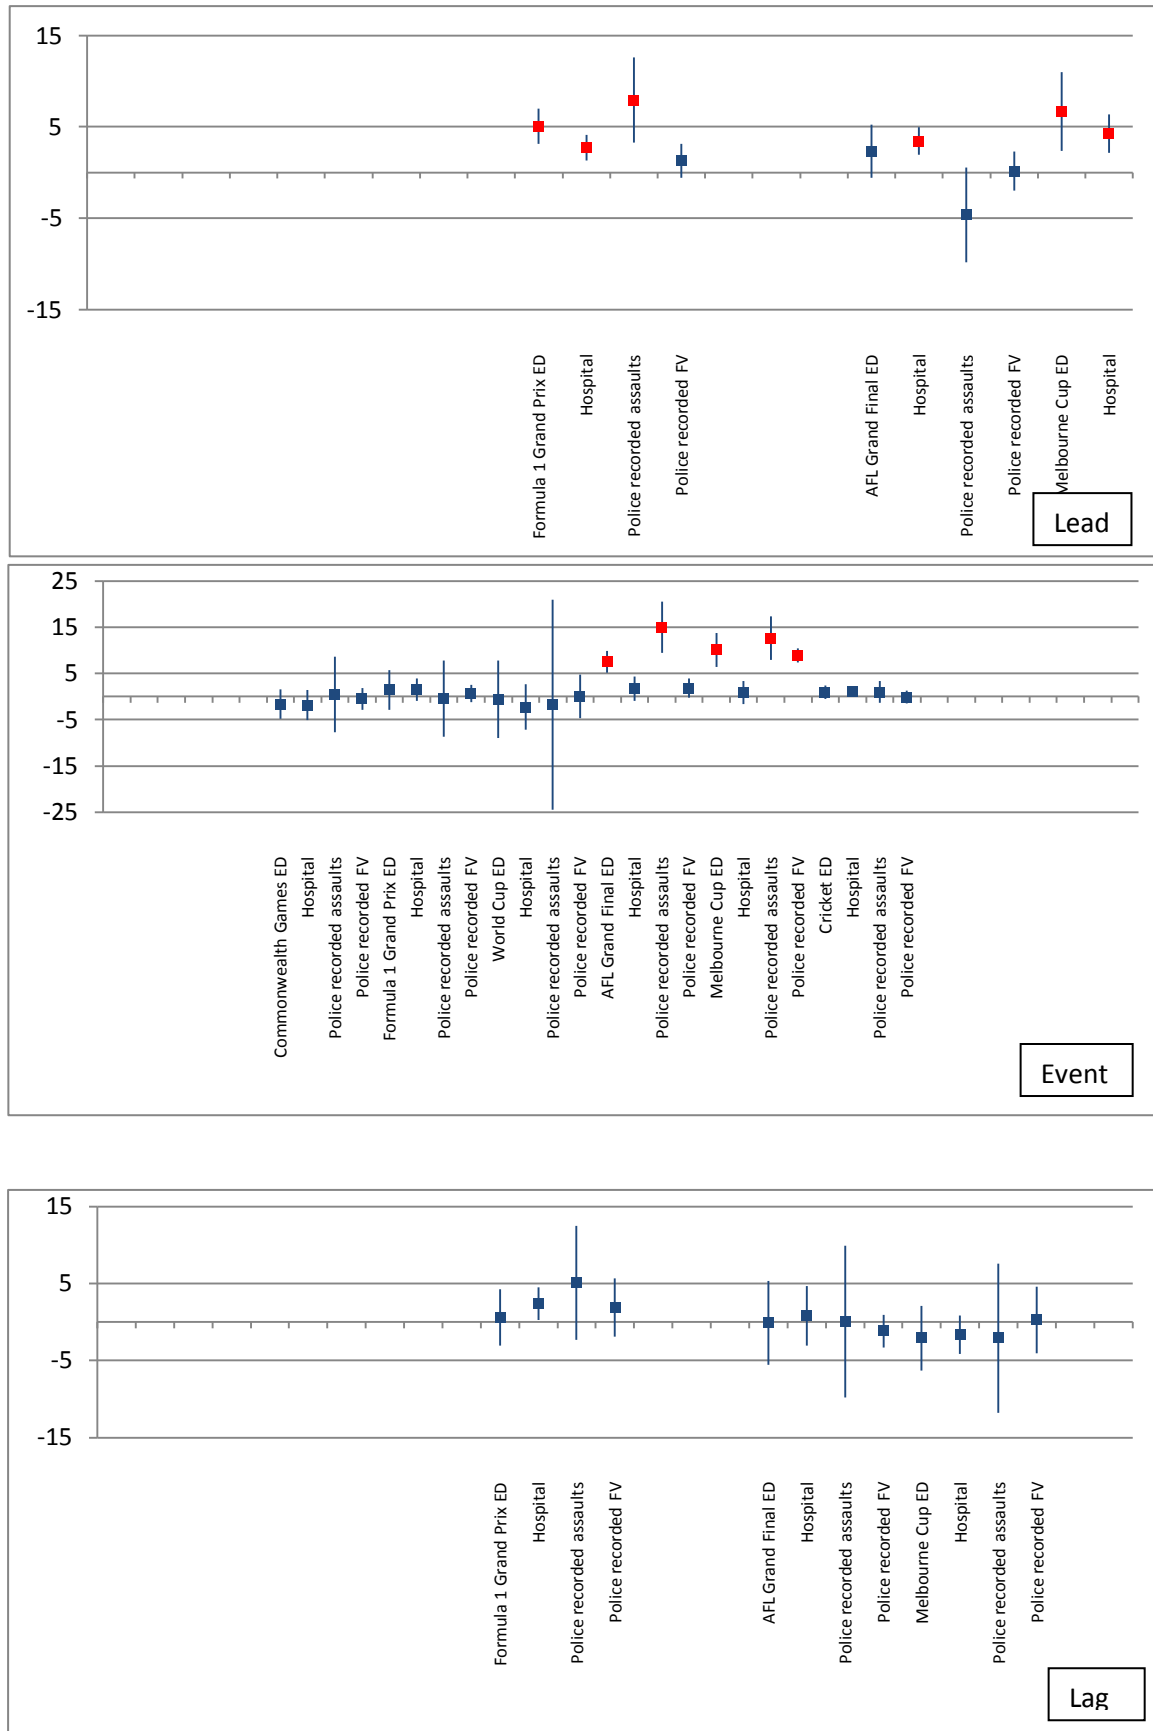 15
5
-5
-15
Formula 1 Grand Prix ED
Hospital
Police recorded assaults
Police recorded FV
AFL Grand Final ED
Hospital
Police recorded assaults
Police recorded FV
Melbourne Cup ED
Hospital
Lead
25
15
5
-5
-15
-25
Commonwealth Games ED
Hospital
Police recorded assaults
Police recorded FV
Formula 1 Grand Prix ED
Hospital
Police recorded assaults
Police recorded FV
World Cup ED
Hospital
Police recorded assaults
Police recorded FV
AFL Grand Final ED
Hospital
Police recorded assaults
Police recorded FV
Melbourne Cup ED
Hospital
Police recorded assaults
Police recorded FV
Cricket ED
Hospital
Police recorded assaults
Police recorded FV
Event
15
5
-5
-15
Formula 1 Grand Prix ED
Hospital
Police recorded assaults
Police recorded FV
AFL Grand Final ED
Hospital
Police recorded assaults
Police recorded FV
Melbourne Cup ED
Hospital
Police recorded assaults
Police recorded FV
Lag